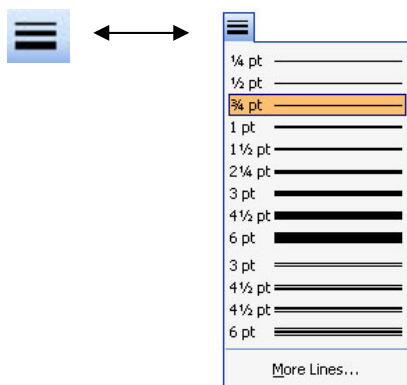 ¼ pt
½ pt
¾ pt
1 pt
1½ pt
2¼ pt
3 pt
4½ pt
6 pt
3 pt
4½ pt
4½ pt
6 pt
More Lines...